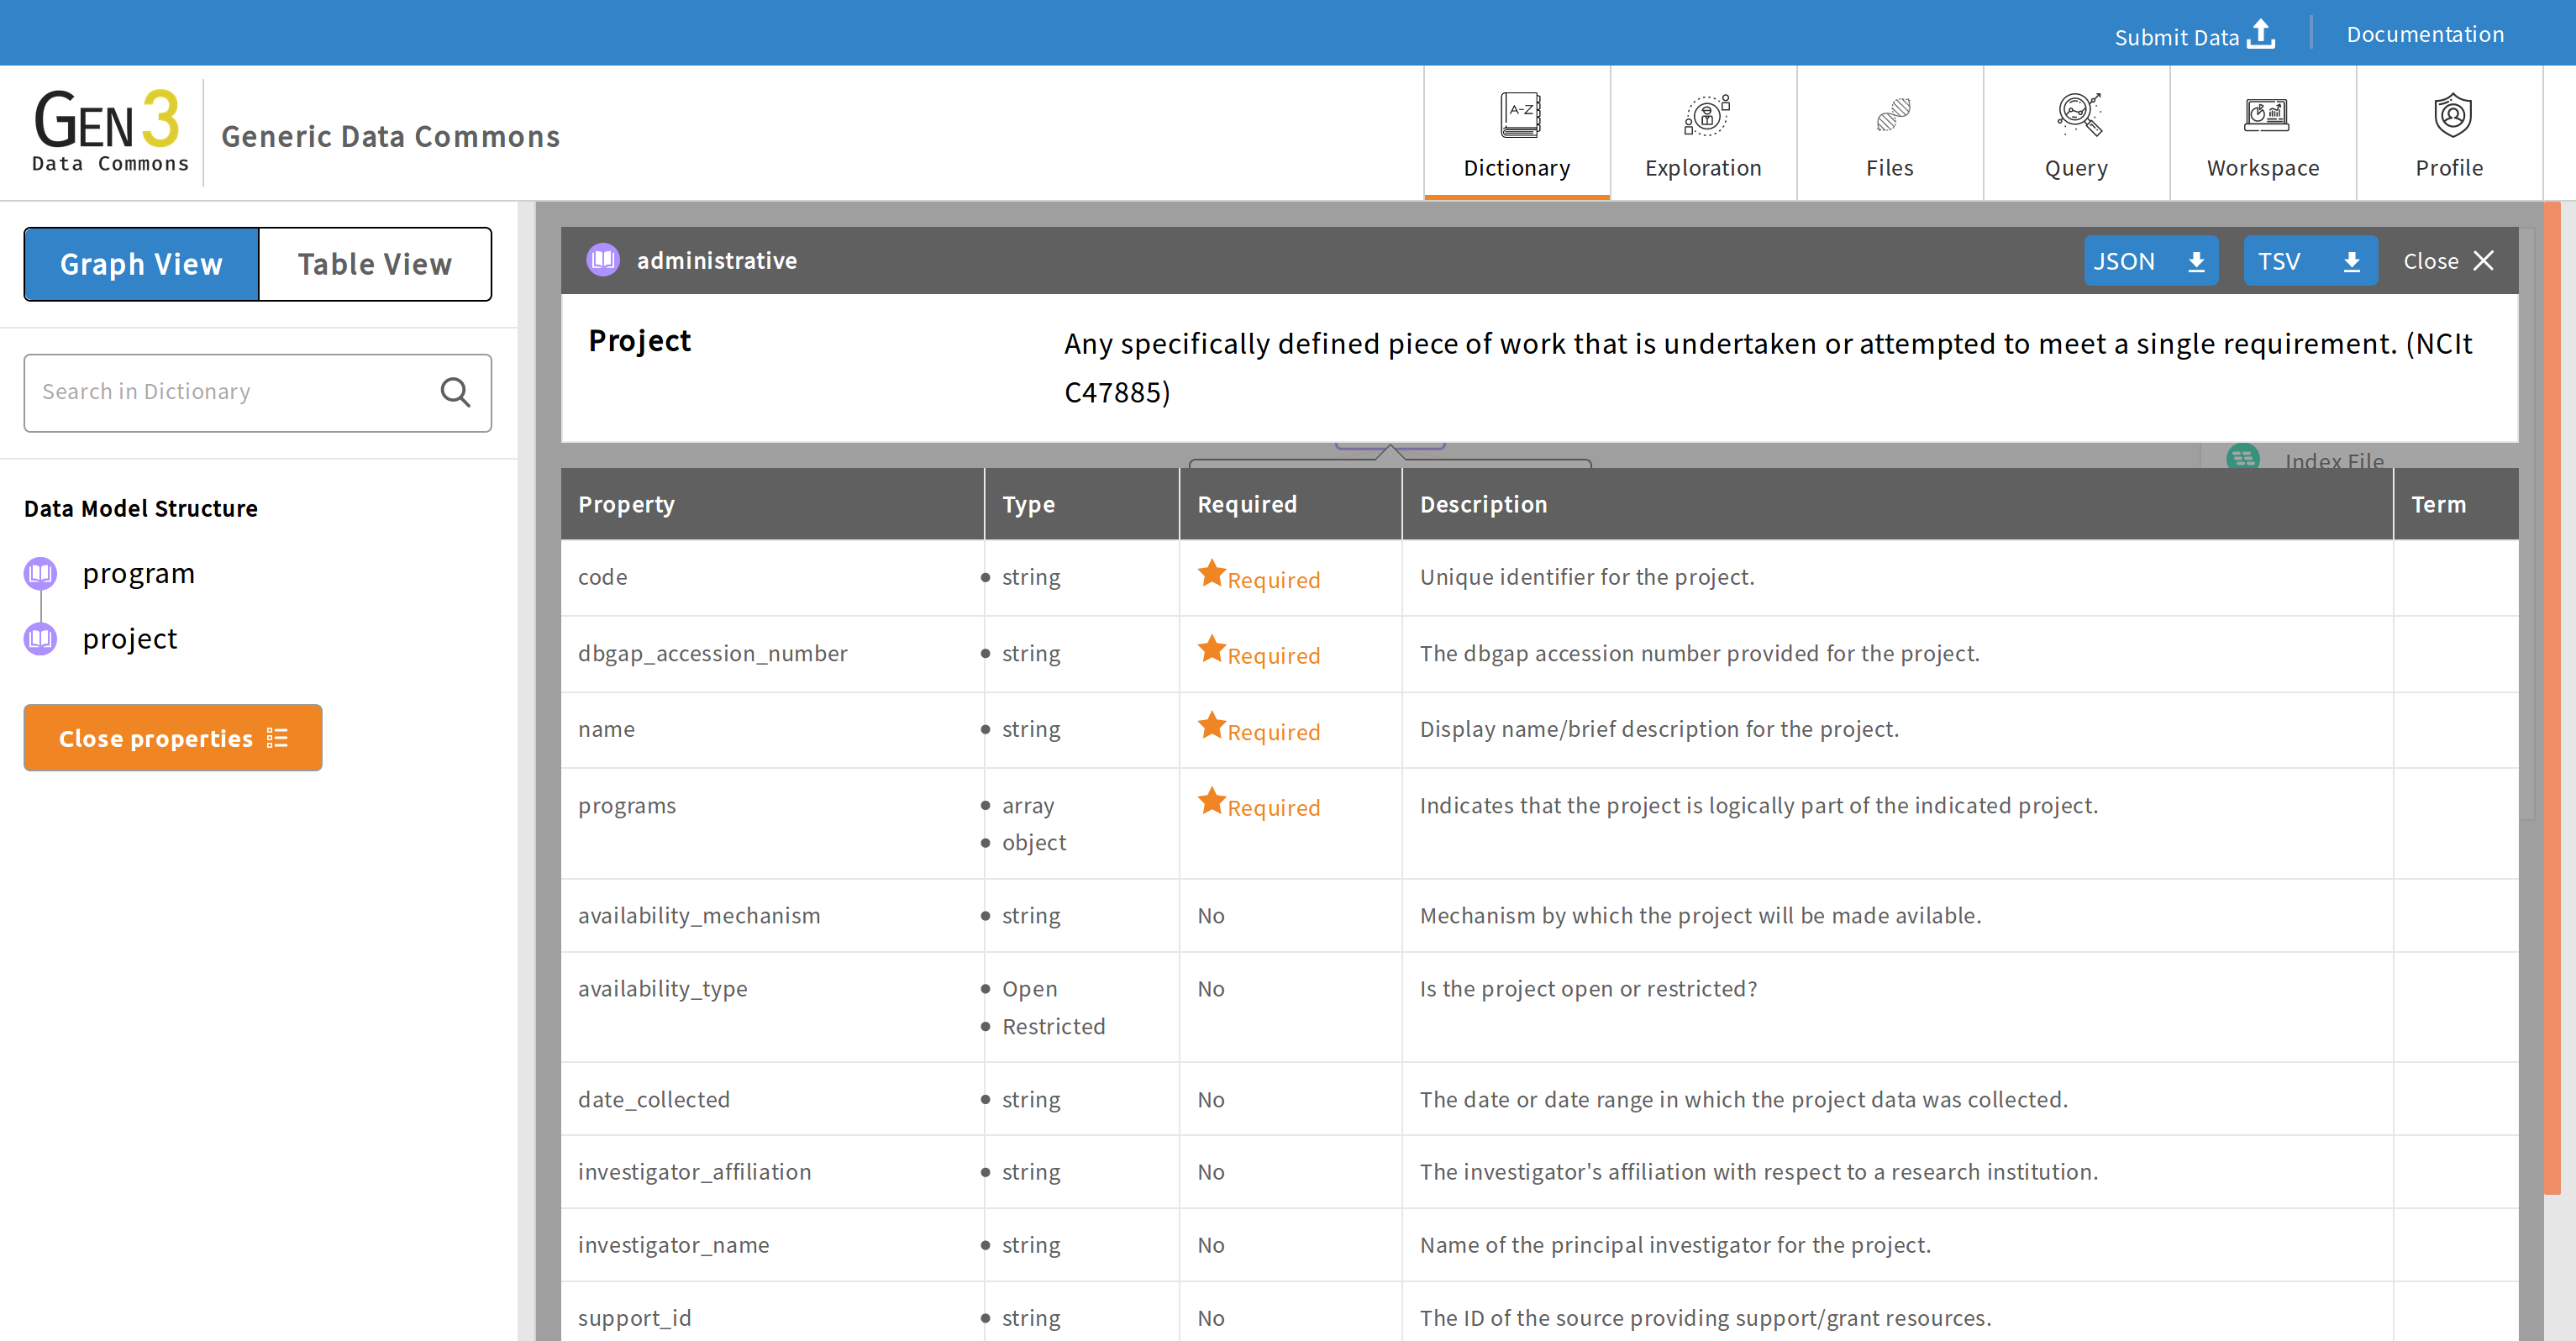 Submit Data
Documentation
GEN3
Data Commons
Generic Data Commons
A-Z
Dictionary
Exploration
Files
Query
Workspace
Profile
Graph View
Table View
Search in Dictionary
Data Model Structure
program
project
Close properties
administrative
JSON
TSV
Close
Project
Any specifically defined piece of work that is undertaken or attempted to meet a single requirement. (NCIt
C47885)
Index File
Property Type Required Description Term
code string Required Unique identifier for the project.
dbgap_accession_number string Required The dbgap accession number provided for the project.
name string Required Display name/brief description for the project.
programs array Required Indicates that the project is logically part of the indicated project.
object
availability_mechanism string No Mechanism by which the project will be made avilable.
availability_type Open No Is the project open or restricted?
Restricted
date_collected string No The date or date range in which the project data was collected.
investigator_affiliation string No The investigator's affiliation with respect to a research institution.
investigator_name string No Name of the principal investigator for the project.
support_id string No The ID of the source providing support/grant resources.